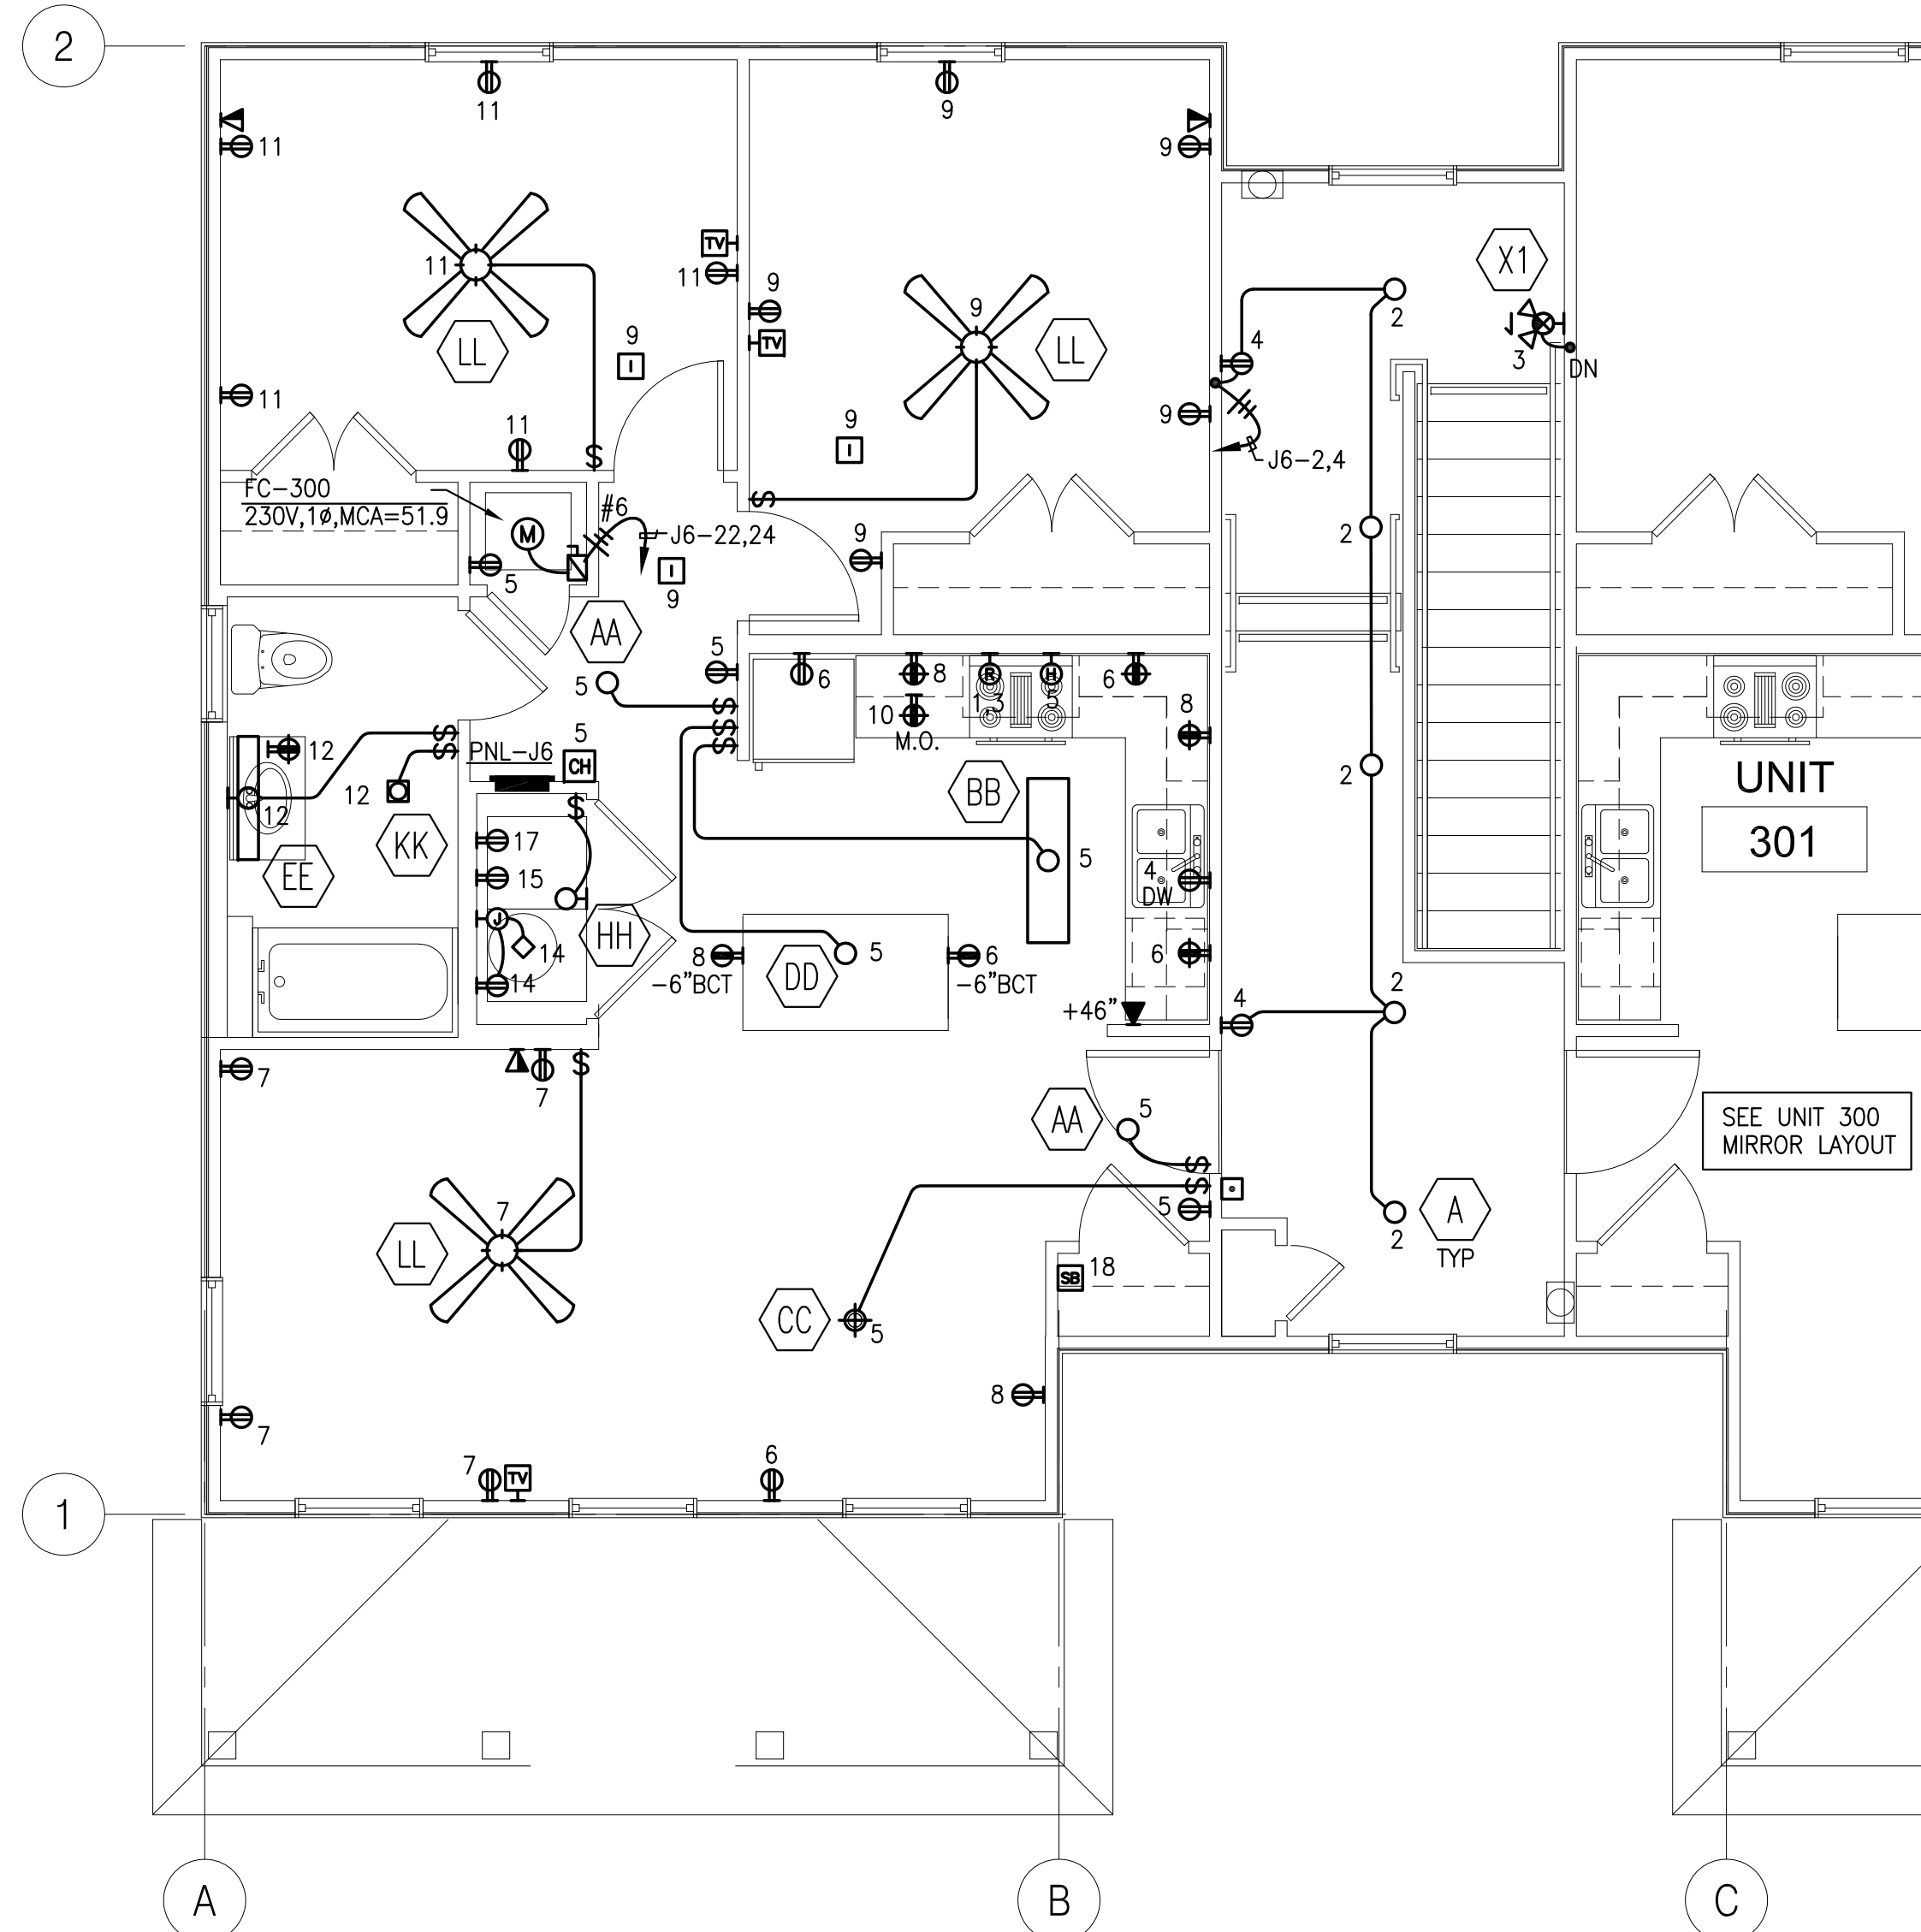 2
11
9
11
9
TV
11
11
9
TV
LL
9
LL
9
X1
2
4
3
DN
11
9
9
11
9
J6-2,4
FC-300
230V,1ø,MCA=51.9
#6
J6-22,24
M
9
5
9
2
AA
5
5
6
8
R
H
1,3
5
6
10
M.O.
8
12
PNL-J6
5
CH
12
12
BB
2
UNIT
301
KK
EE
17
15
5
4
DW
J
HH
14
14
8
-6"BCT
DD
5
6
-6"BCT
6
+46"
4
2
7
7
AA
5
SEE UNIT 300
MIRROR LAYOUT
7
LL
5
A
TYP
2
SB
18
CC
5
8
7
7
TV
6
1
A
B
C